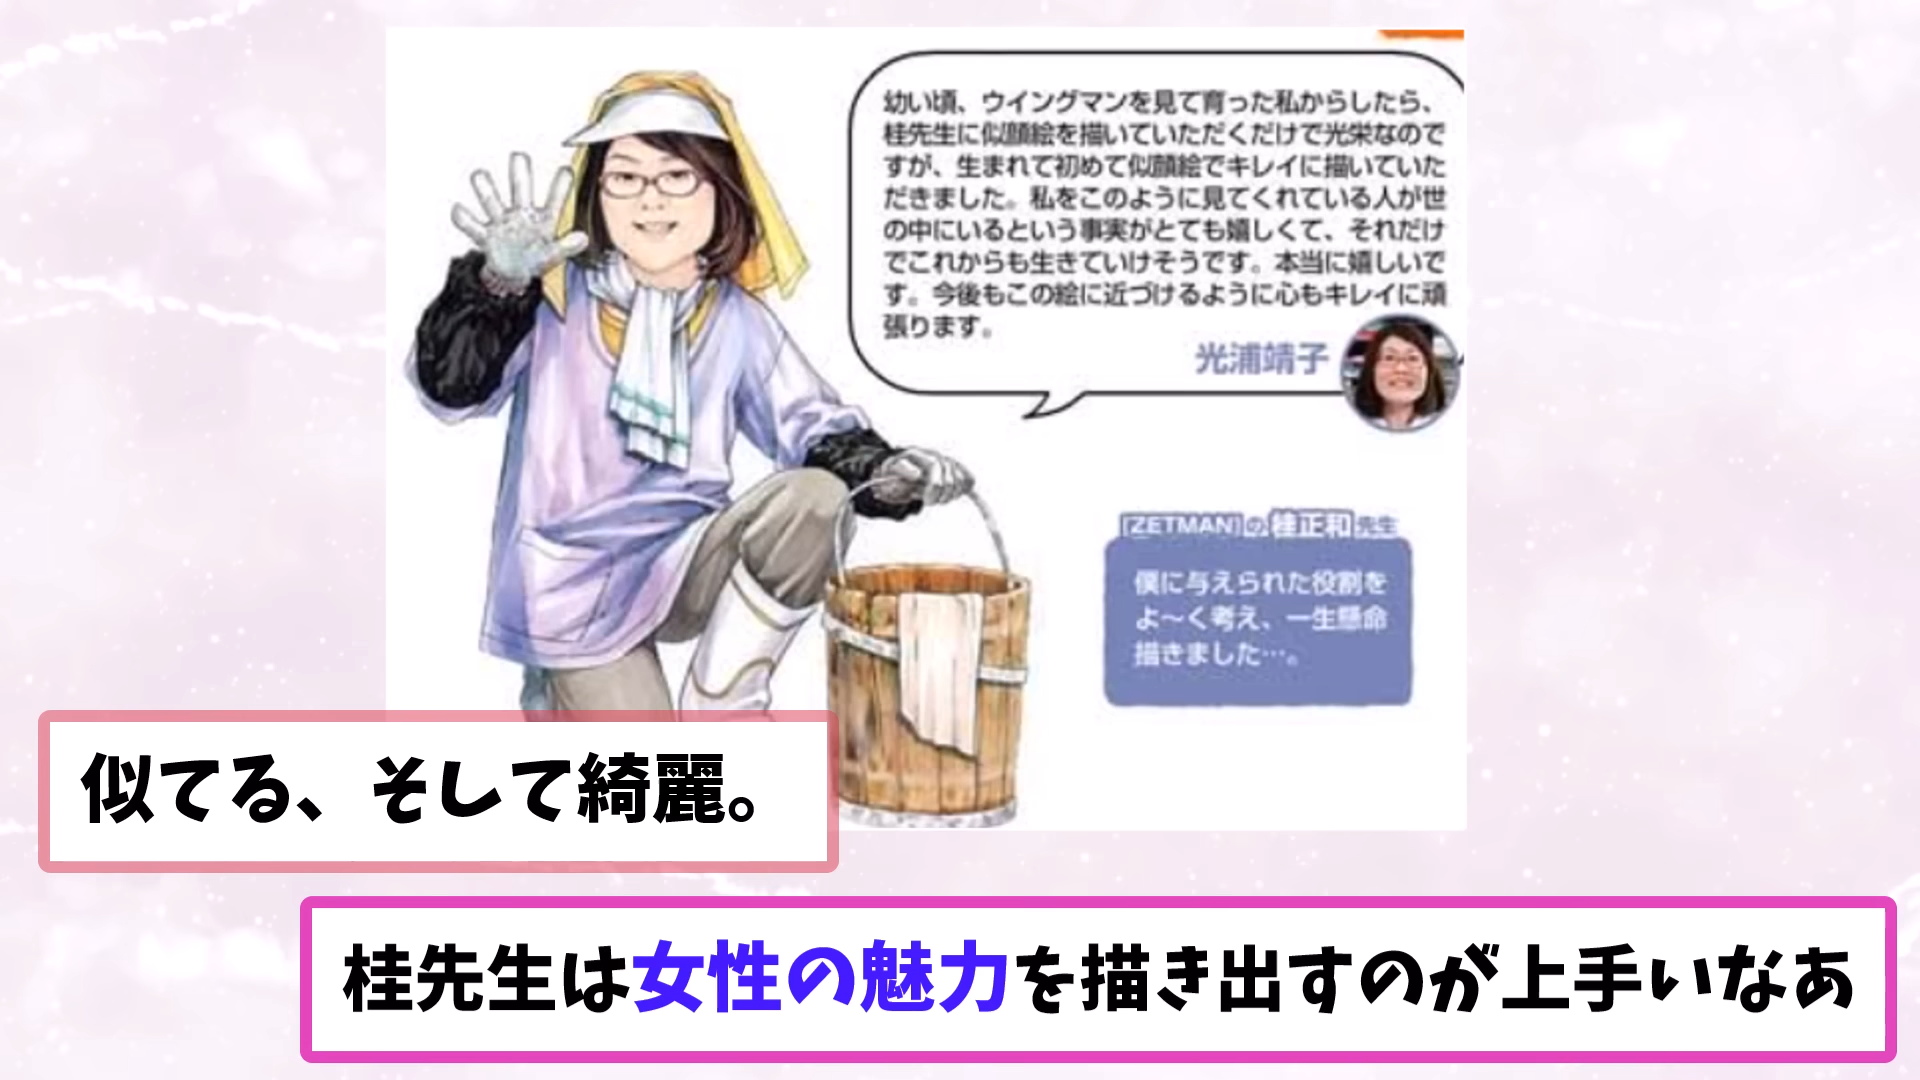 幼い頃、ウイングマンを見て育った私からしたら、
桂先生に似顔絵を描いていただくだけで光栄なので
すが、生まれて初めて似顔絵でキレイに描いていた
だきました。私をこのように見てくれている人が世
の中にいるという事実がとても嬉しくて、それだけ
でこれからも生きていけそうです。本当に嬉しいで
す。今後もこの絵に近づけるように心もキレイに頑
張ります。
光浦靖子
[ZETMAN]の桂正和先生
僕に与えられた役割を
よ〜く考え、一生懸命
描きました…。
似てる、そして綺麗。
桂先生は女性の魅力を描き出すのが上手いなあ